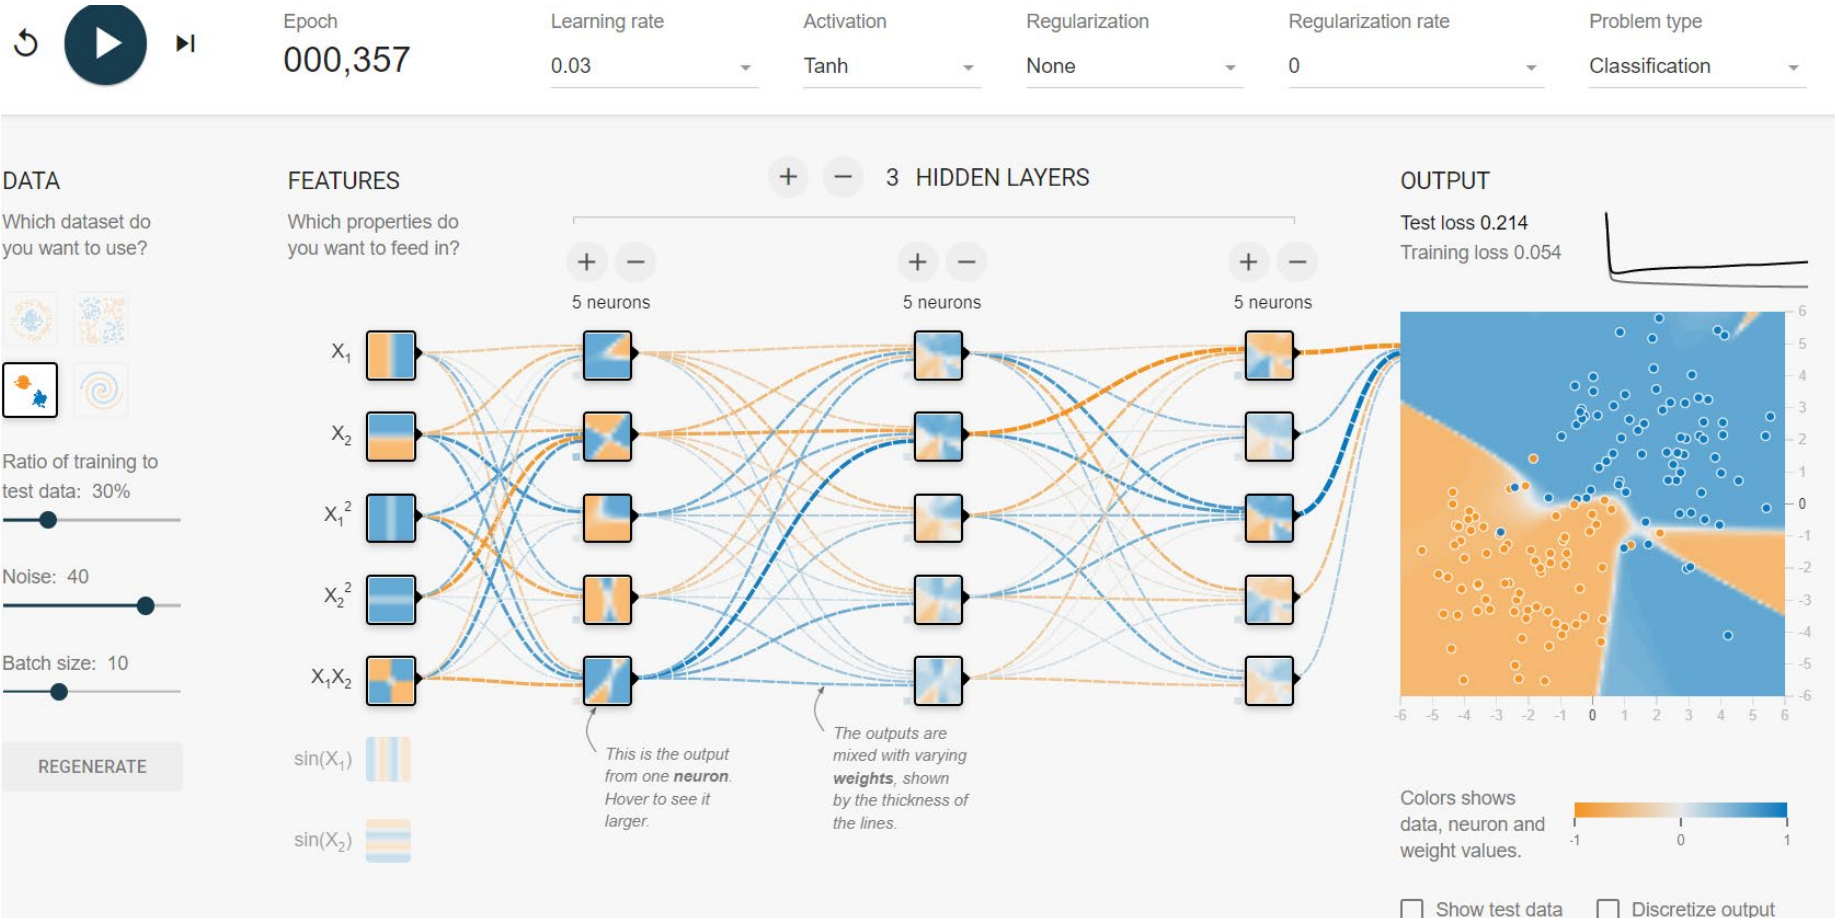 Epoch
000,357
Learning rate
0.03
Activation
Tanh
Regularization
None
Regularization rate
0
Problem type
Classification
DATA
Which dataset do
you want to use?
Ratio of training to
test data: 30%
Noise: 40
Batch size: 10
REGENERATE
FEATURES
Which properties do
you want to feed in?
X₁
X₂
X₁²
X₂²
X₁X₂
sin(X₁)
sin(X₂)
+ − 3 HIDDEN LAYERS
+ −
5 neurons
+ −
5 neurons
+ −
5 neurons
This is the output
from one neuron.
Hover to see it
larger.
The outputs are
mixed with varying
weights, shown
by the thickness of
the lines.
OUTPUT
Test loss 0.214
Training loss 0.054
6
5
4
3
2
1
0
-1
-2
-3
-4
-5
-6
-6 -5 -4 -3 -2 -1 0 1 2 3 4 5 6
Colors shows
data, neuron and
weight values.
-1 0 1
Show test data
Discretize output